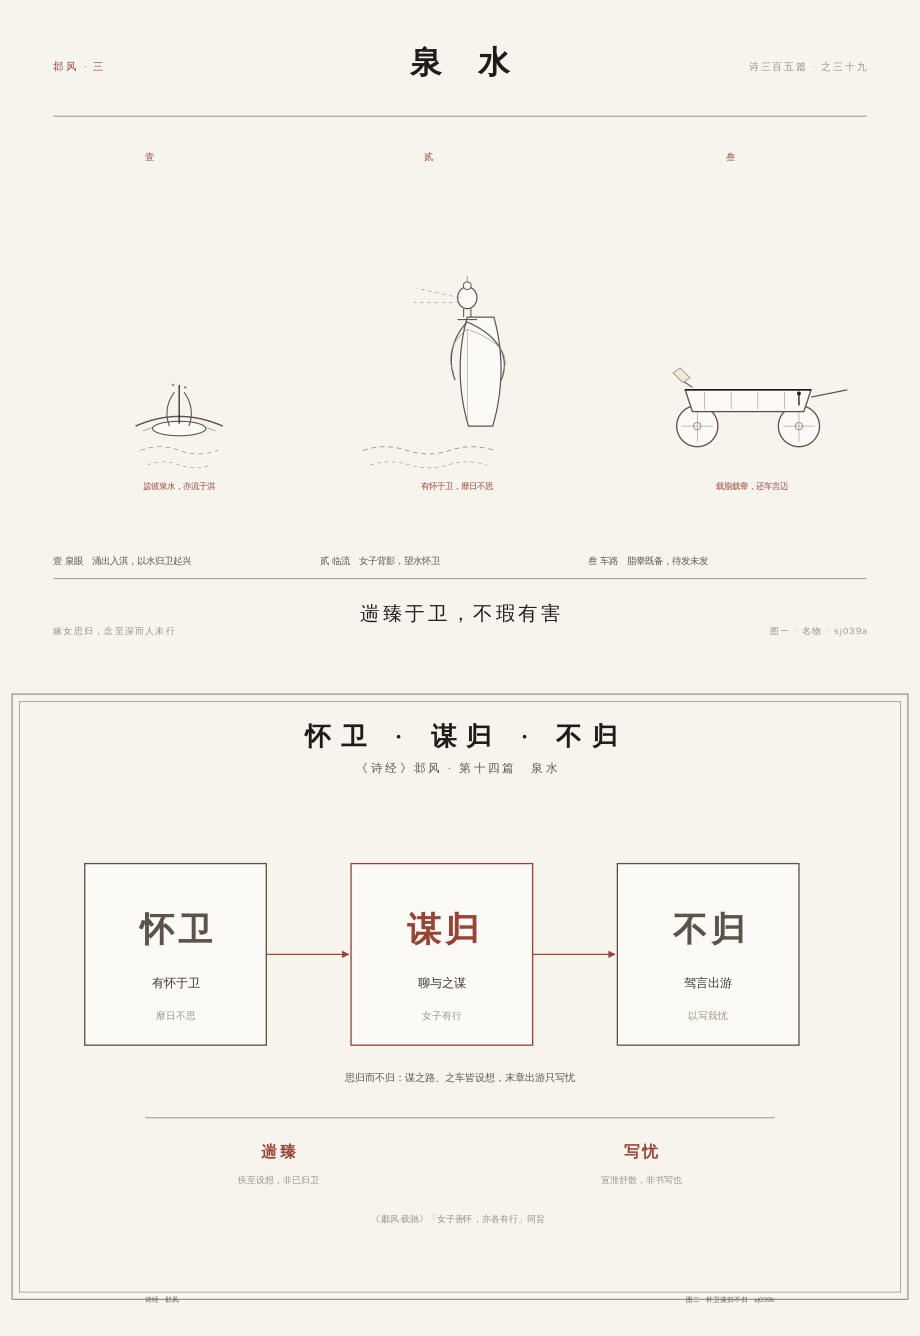 邶风 · 三
泉 水
诗三百五篇 · 之三十九
壹
贰
叁
毖彼泉水，亦流于淇
有怀于卫，靡日不思
载脂载舝，还车言迈
壹 泉眼 涌出入淇，以水归卫起兴
贰 临流 女子背影，望水怀卫
叁 车路 脂舝既备，待发未发
遄臻于卫，不瑕有害
嫁女思归，念至深而人未行
图一 · 名物 · sj039a
怀卫 · 谋归 · 不归
《诗经》邶风 · 第十四篇 泉水
怀卫
有怀于卫
靡日不思
谋归
聊与之谋
女子有行
不归
驾言出游
以写我忧
思归而不归：谋之路、之车皆设想，末章出游只写忧
遄臻
疾至设想，非已归卫
写忧
宣泄舒散，非书写也
《鄘风·载驰》「女子善怀，亦各有行」同旨
诗经 · 邶风
图二 · 怀卫谋归不归 · sj039b